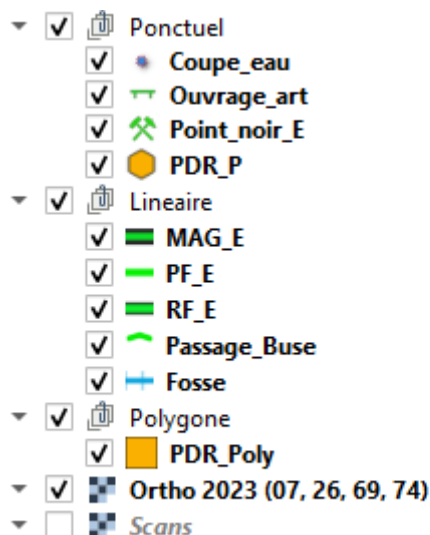 Ponctuel
Coupe_eau
Ouvrage_art
Point_noir_E
PDR_P
Lineaire
MAG_E
PF_E
RF_E
Passage_Buse
Fosse
Polygone
PDR_Poly
Ortho 2023 (07, 26, 69, 74)
Scans